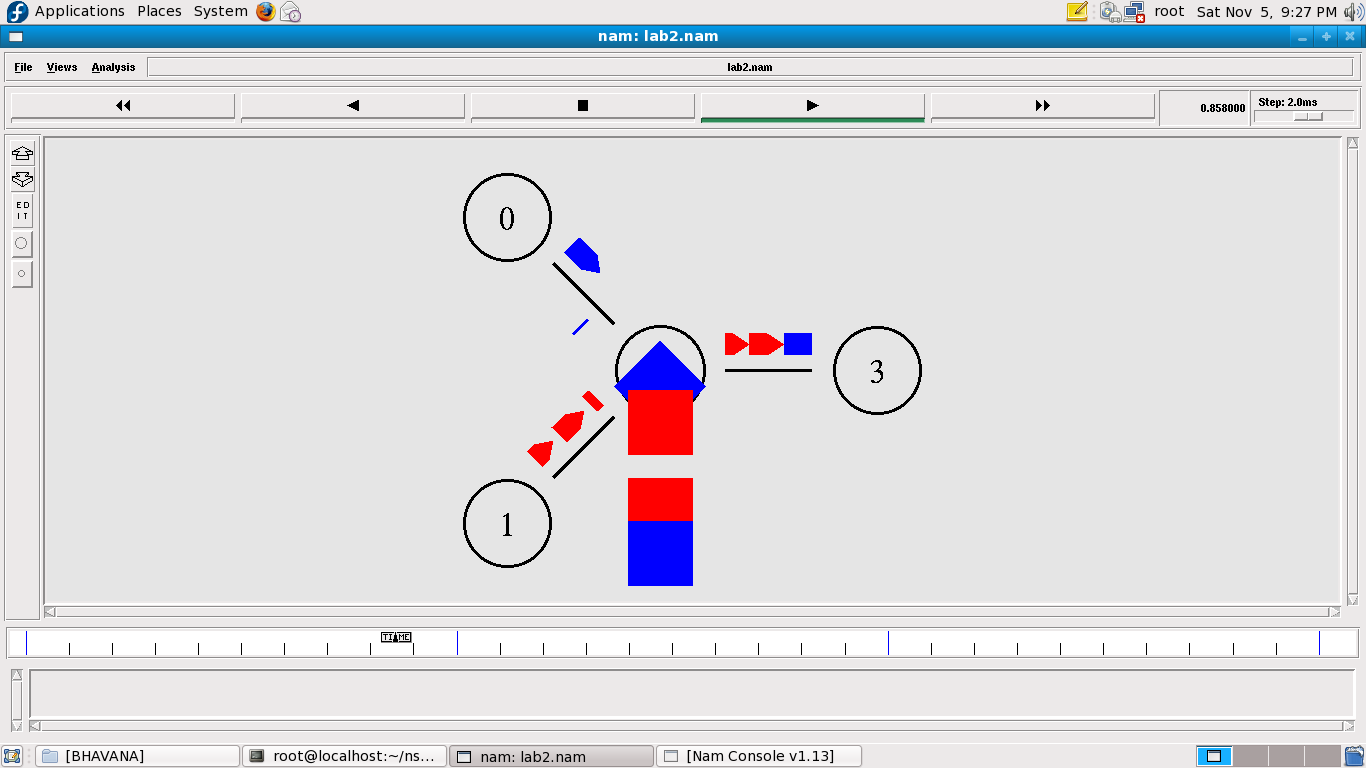 Applications Places System root Sat Nov 5, 9:27 PM
nam: lab2.nam
File Views Analysis lab2.nam
0.858000 Step: 2.0ms
ED
IT
0
3
1
TIME
[BHAVANA] root@localhost:~/ns... nam: lab2.nam [Nam Console v1.13]